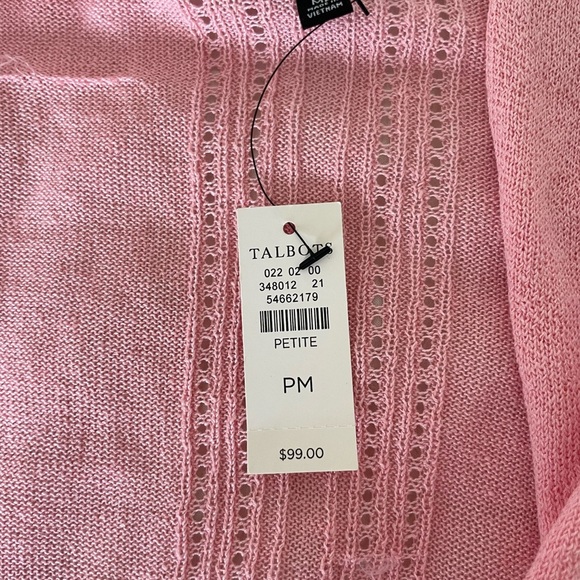 VIETNAM
TALBOTS
022 02 00
348012 21
54662179
PETITE
PM
$99.00